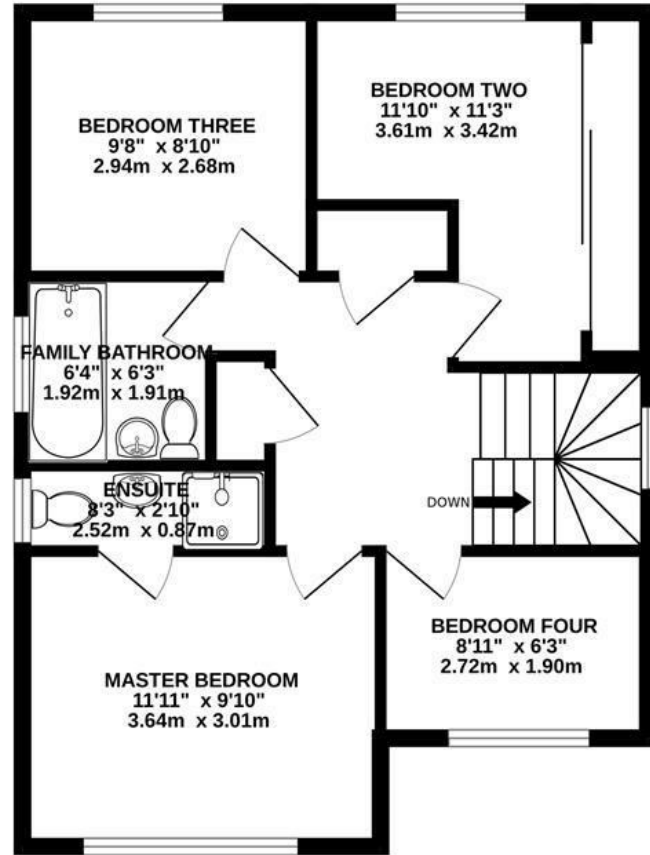 BEDROOM TWO
11'10" x 11'3"
3.61m x 3.42m
BEDROOM THREE
9'8" x 8'10"
2.94m x 2.68m
FAMILY BATHROOM
6'4" x 6'3"
1.92m x 1.91m
ENSUITE
8'3" x 2'10"
2.52m x 0.87m
DOWN
BEDROOM FOUR
8'11" x 6'3"
2.72m x 1.90m
MASTER BEDROOM
11'11" x 9'10"
3.64m x 3.01m